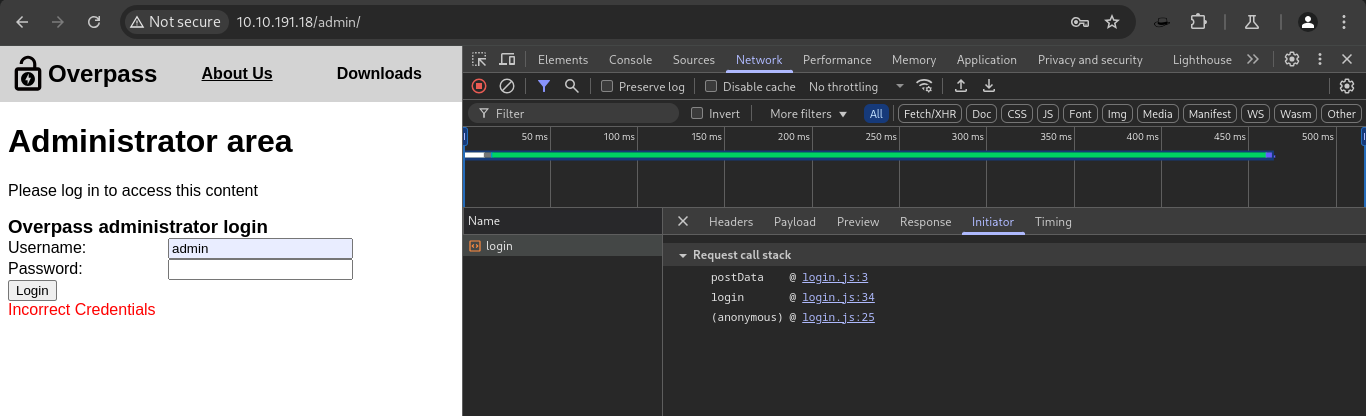 Not secure 10.10.191.18/admin/
Overpass About Us Downloads
Administrator area
Please log in to access this content
Overpass administrator login
Username: admin
Password:
Login
Incorrect Credentials
Elements Console Sources Network Performance Memory Application Privacy and security Lighthouse
Preserve log Disable cache No throttling
Filter Invert More filters All Fetch/XHR Doc CSS JS Font Img Media Manifest WS Wasm Other
50 ms 100 ms 150 ms 200 ms 250 ms 300 ms 350 ms 400 ms 450 ms 500 ms
Name Headers Payload Preview Response Initiator Timing
login
Request call stack
postData @ login.js:3
login @ login.js:34
(anonymous) @ login.js:25